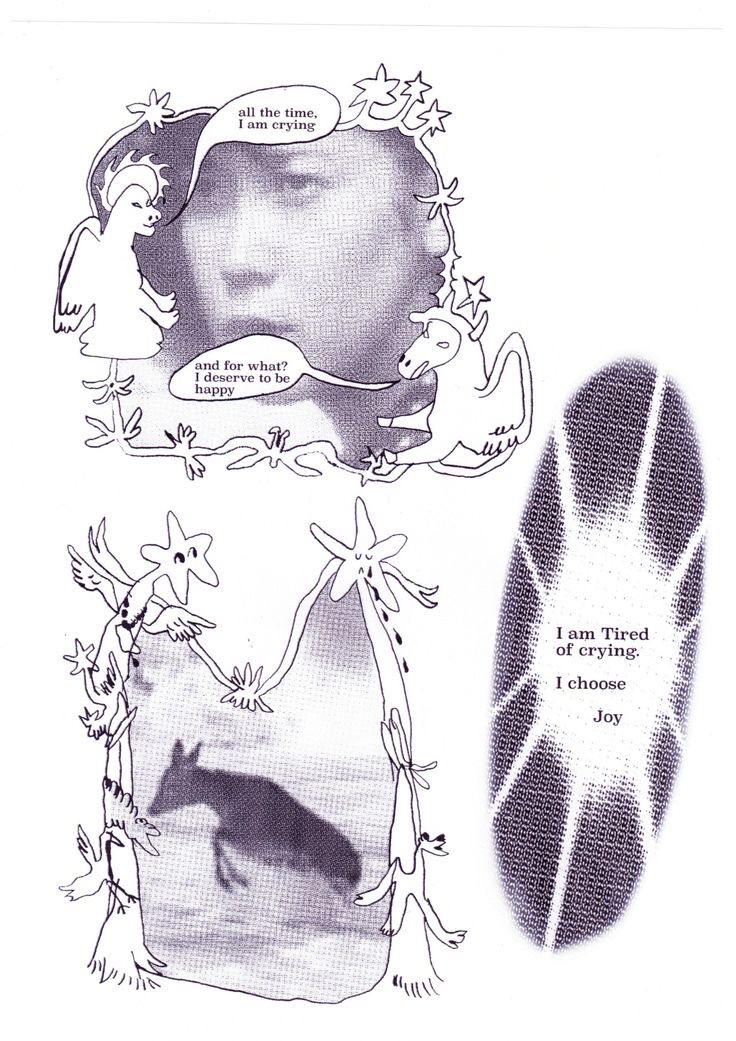 all the time,
I am crying
and for what?
I deserve to be
happy
I am Tired
of crying.
I choose
Joy